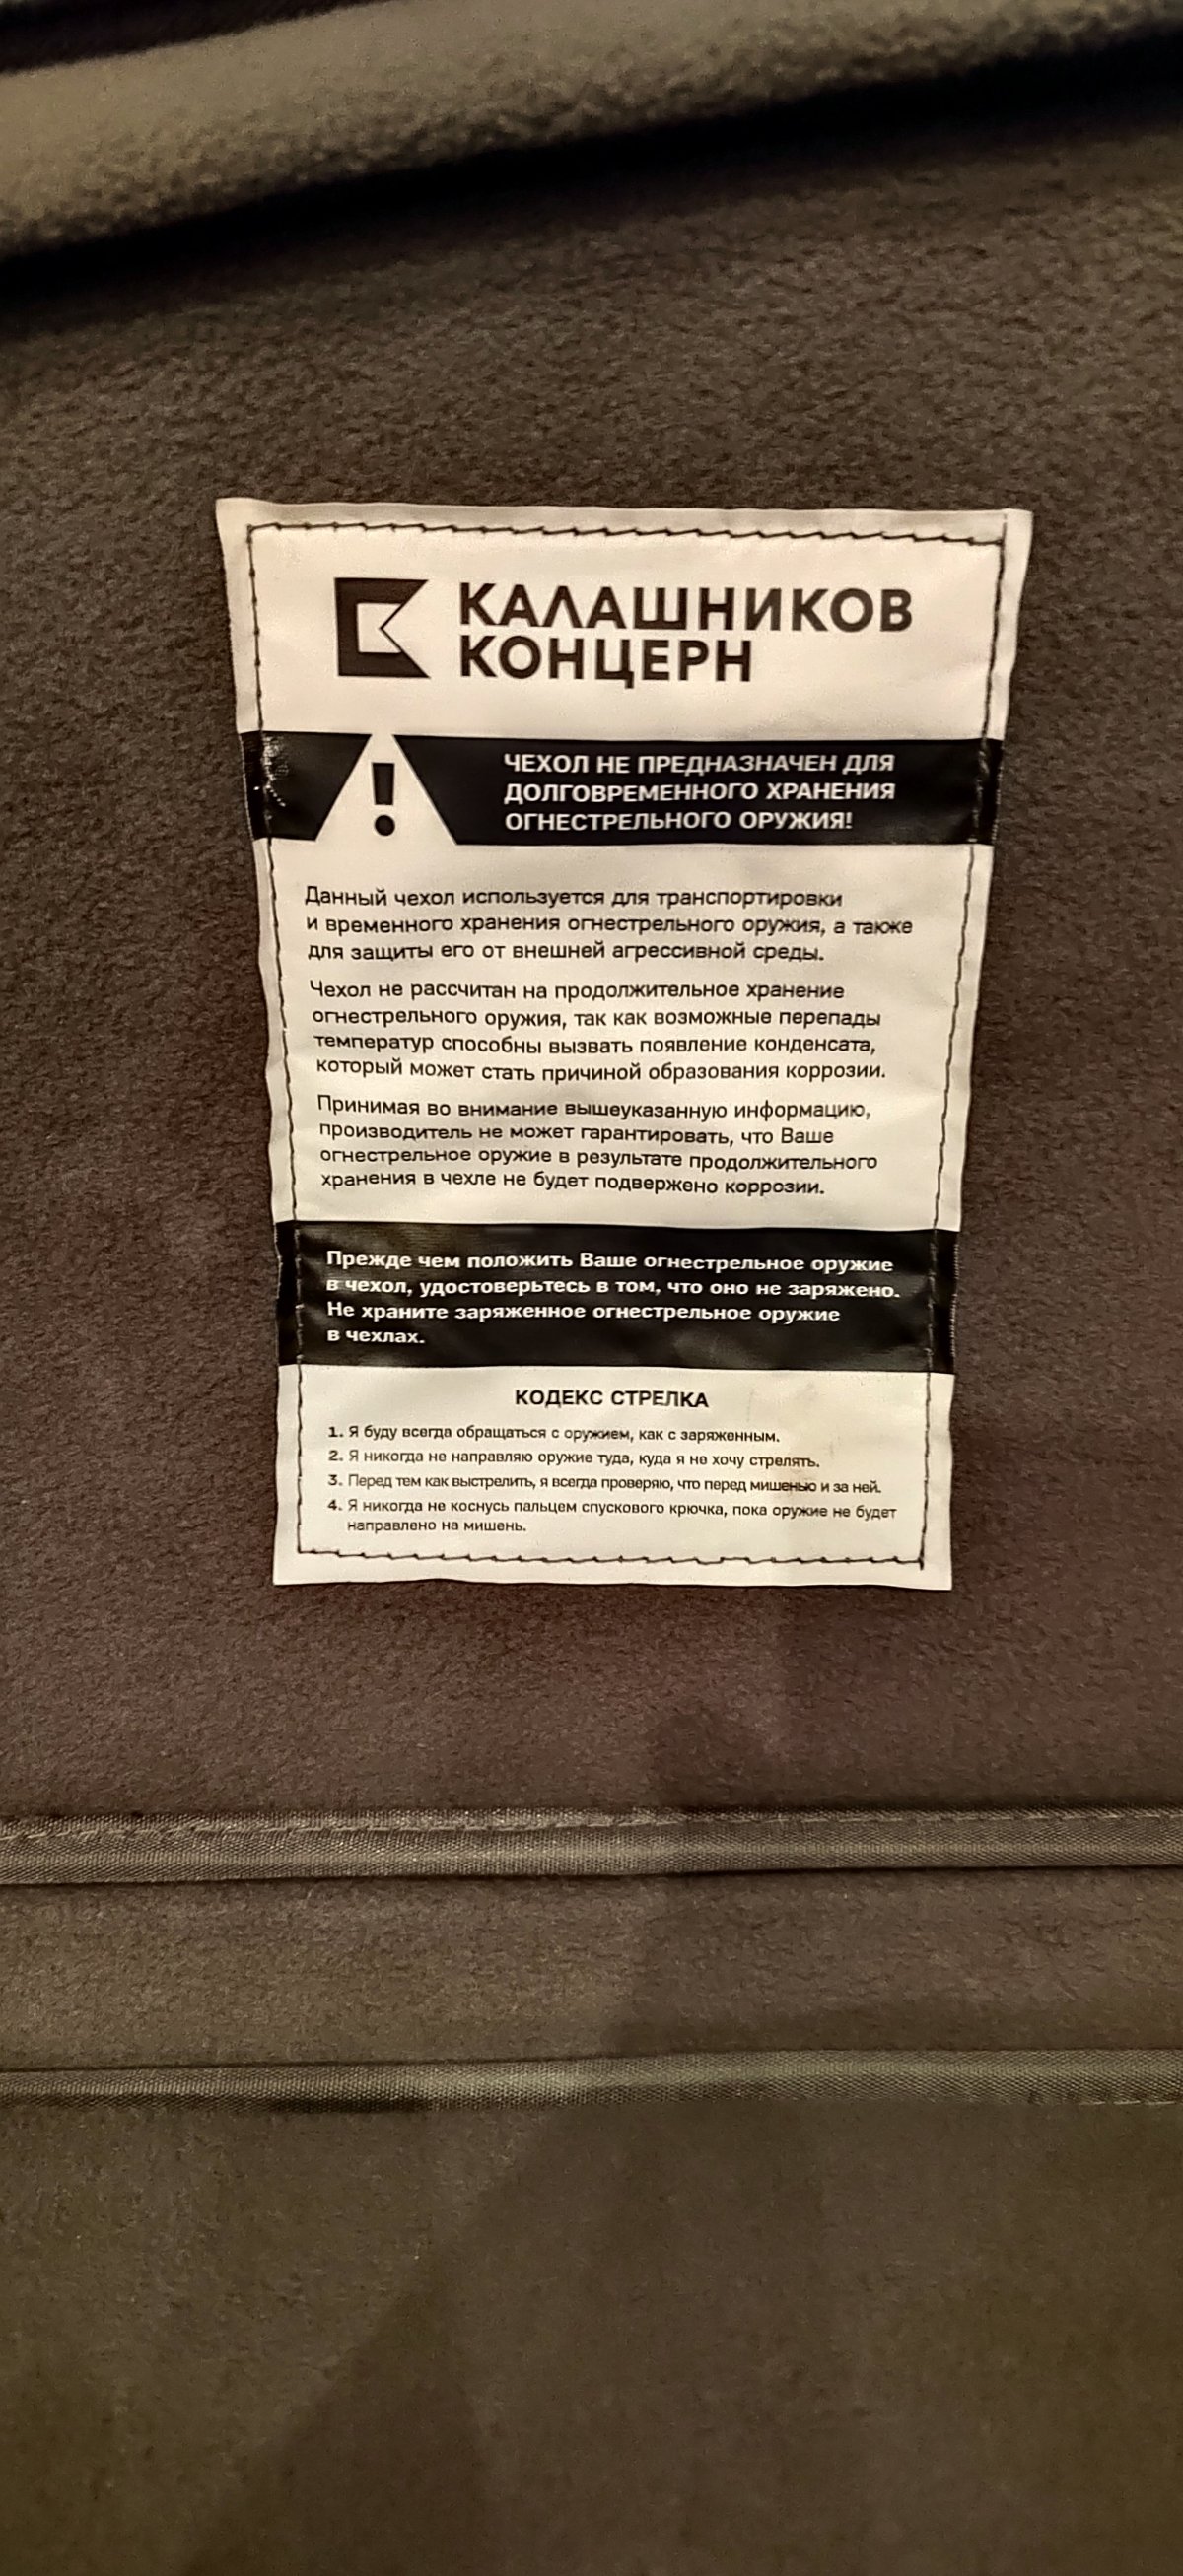 КАЛАШНИКОВ
КОНЦЕРН
ЧЕХОЛ НЕ ПРЕДНАЗНАЧЕН ДЛЯ
ДОЛГОВРЕМЕННОГО ХРАНЕНИЯ
ОГНЕСТРЕЛЬНОГО ОРУЖИЯ!
Данный чехол используется для транспортировки
и временного хранения огнестрельного оружия, а также
для защиты его от внешней агрессивной среды.
Чехол не рассчитан на продолжительное хранение
огнестрельного оружия, так как возможные перепады
температур способны вызвать появление конденсата,
который может стать причиной образования коррозии.
Принимая во внимание вышеуказанную информацию,
производитель не может гарантировать, что Ваше
огнестрельное оружие в результате продолжительного
хранения в чехле не будет подвержено коррозии.
Прежде чем положить Ваше огнестрельное оружие
в чехол, удостоверьтесь в том, что оно не заряжено.
Не храните заряженное огнестрельное оружие
в чехлах.
КОДЕКС СТРЕЛКА
1. Я буду всегда обращаться с оружием, как с заряженным.
2. Я никогда не направляю оружие туда, куда я не хочу стрелять.
3. Перед тем как выстрелить, я всегда проверяю, что перед мишенью и за ней.
4. Я никогда не коснусь пальцем спускового крючка, пока оружие не будет
направлено на мишень.